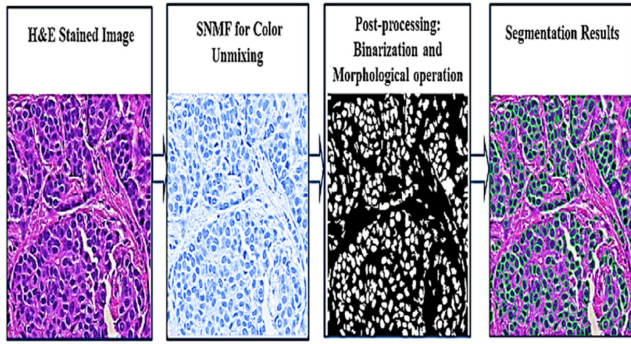 H&E Stained Image
SNMF for Color
Unmixing
Post-processing:
Binarization and
Morphological operation
Segmentation Results